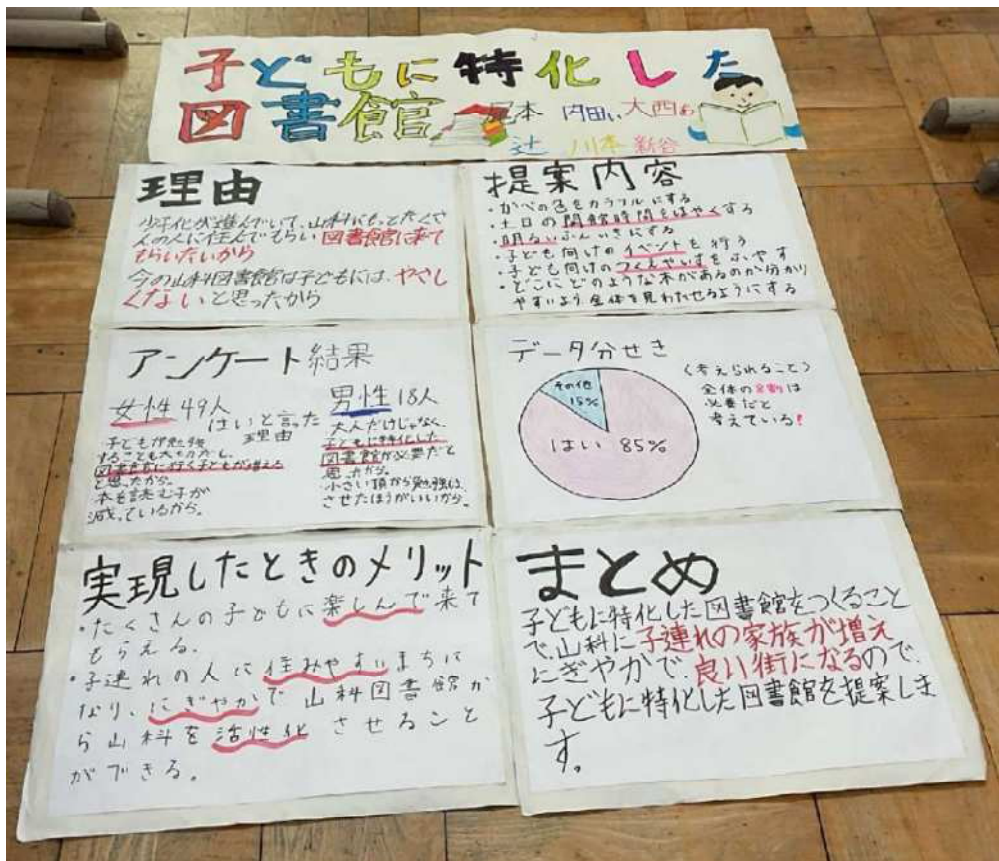 子どもに特化した
図書館
尾本 内田い 大西あ
辻 川本 新谷
理由
少子化が進んでいて、山科にもっとたくさ
んの人に住んでもらい図書館に来て
もらいたいから
今の山科図書館は子どもには、やさし
くないと思ったから
提案内容
・かべの色をカラフルにする
・土日の開館時間をはやくする
・明るいふんいきにする
・子ども向けのイベントを行う
・子ども向けのつくえやいすをふやす
・どこにどのような本があるのか分かり
やすいよう全体を見わたせるようにする
アンケート結果
女性49人
はいと言った
理由
子どもが勉強
することも大切だし、
図書館に行く子どもが増える
と思ったから。
本を読む子が
減っているから。
男性18人
大人だけじゃなく、
子どもに特化した
図書館が必要だと
思ったから。
小さい頃から勉強は
させたほうがいいから。
データ分せき
その他
15%
はい 85%
(考えられること)
全体の8割は
必要だと
考えている!
実現したときのメリット
・たくさんの子どもに楽しんで来て
もらえる。
・子連れの人に住みやすいまちに
なり、にぎやかで山科図書館か
ら山科を活性化させること
ができる。
まとめ
子どもに特化した図書館をつくること
で、山科に子連れの家族が増え
にぎやかで、良い街になるので、
子どもに特化した図書館を提案しま
す。